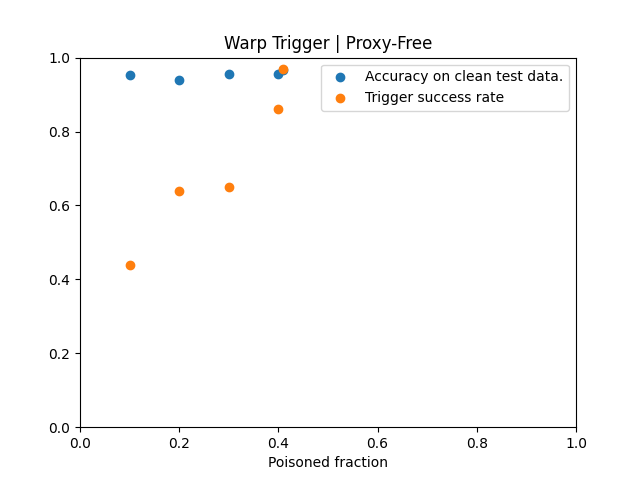 Warp Trigger | Proxy-Free
1.0
Accuracy on clean test data.
Trigger success rate
0.8
0.6
0.4
0.2
0.0
0.0 0.2 0.4 0.6 0.8 1.0
Poisoned fraction